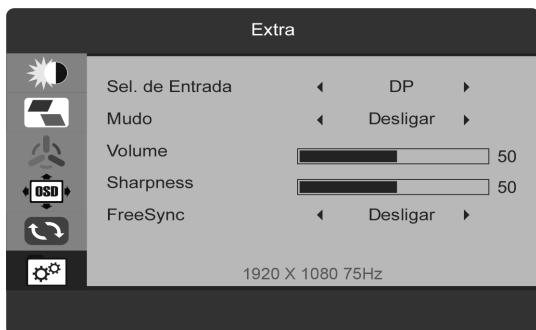 Extra
Sel. de Entrada DP
Mudo Desligar
Volume 50
Sharpness 50
FreeSync Desligar
OSD
1920 X 1080 75Hz